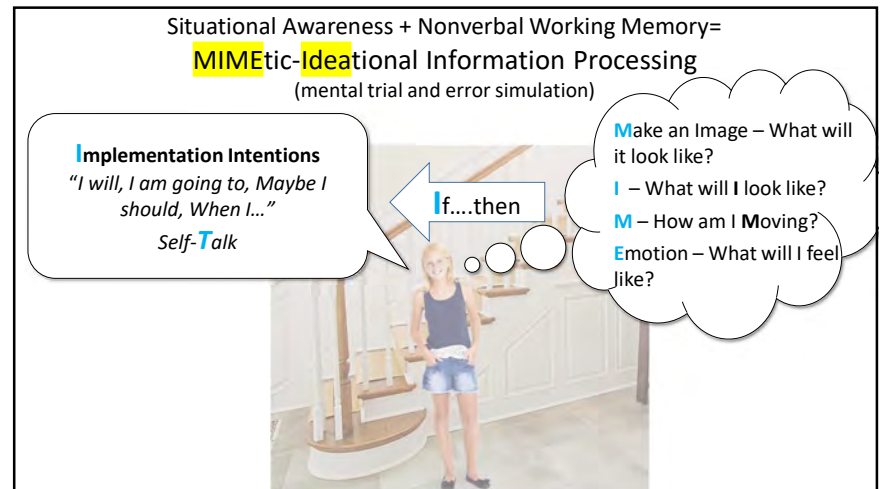 Situational Awareness + Nonverbal Working Memory=
MIMEtic-Ideational Information Processing
(mental trial and error simulation)
Implementation Intentions
“I will, I am going to, Maybe I
should, When I…”
Self-Talk
If….then
Make an Image – What will
it look like?
I – What will I look like?
M – How am I Moving?
Emotion – What will I feel
like?